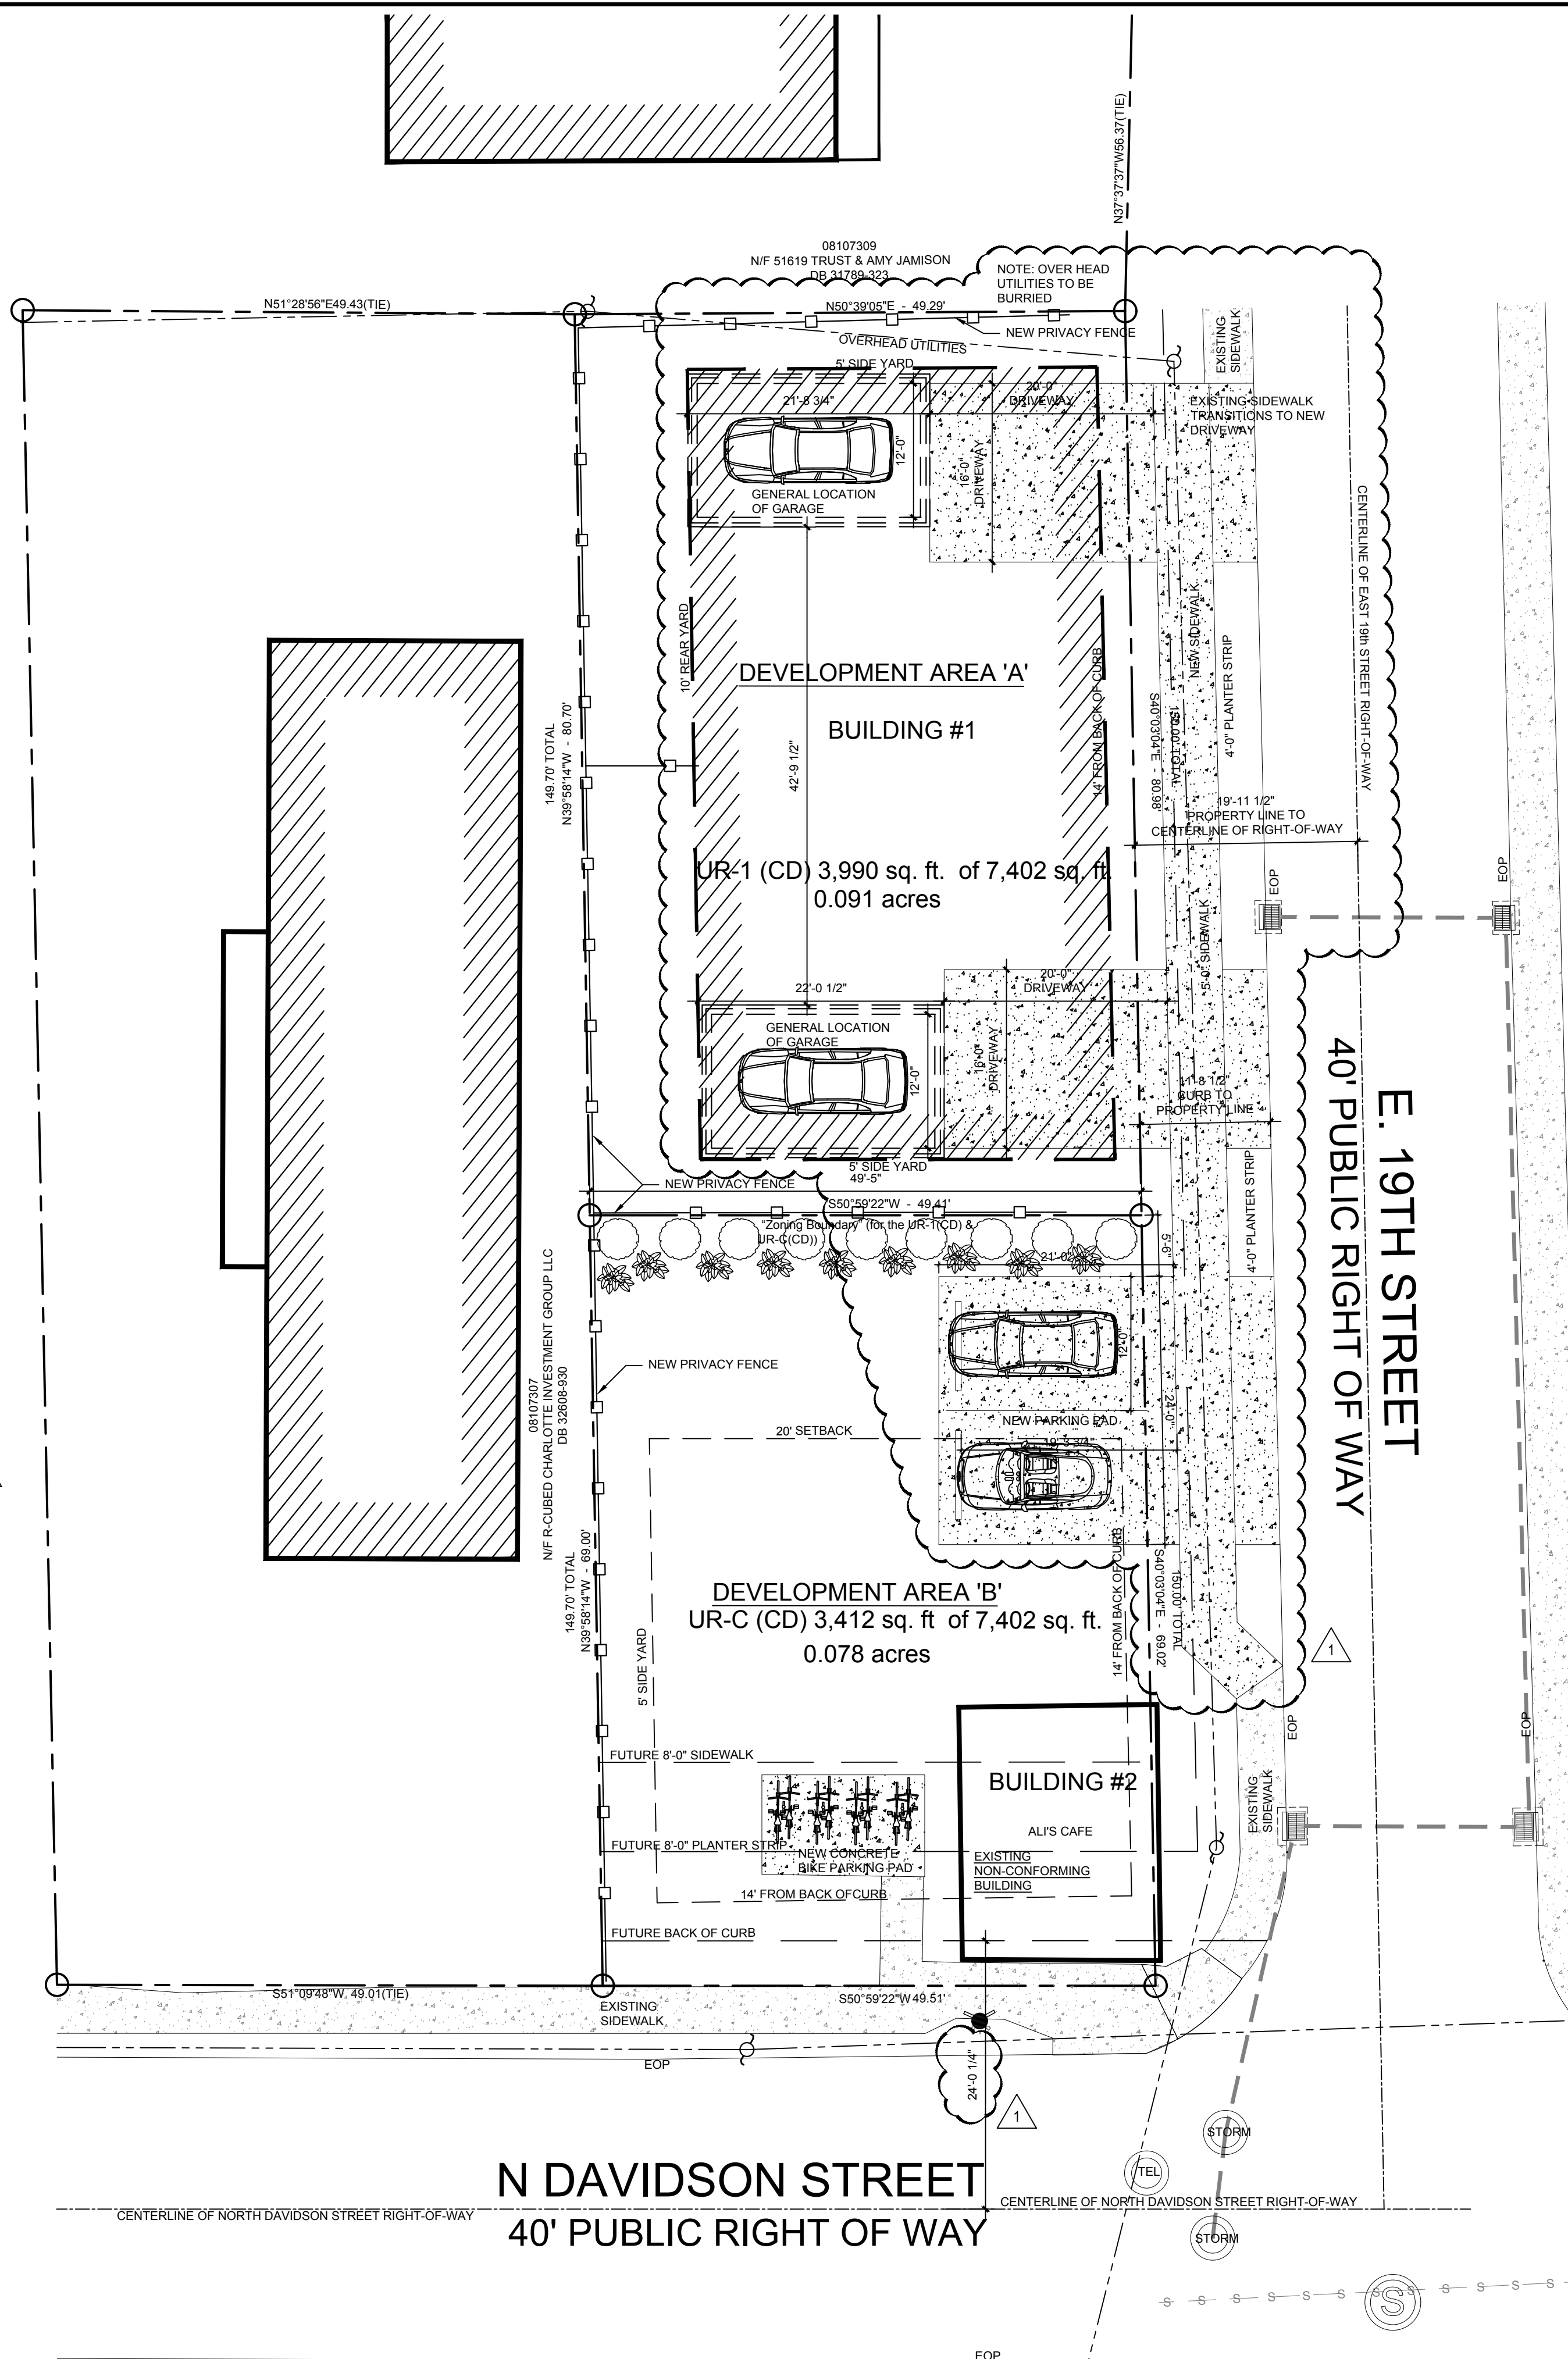 N37°37'37"W56.37(TIE)
08107309
N/F 51619 TRUST & AMY JAMISON
DB 31789-323
NOTE: OVER HEAD
UTILITIES TO BE
BURRIED
N51°28'56"E49.43(TIE)
N50°39'05"E - 49.29'
NEW PRIVACY FENCE
OVERHEAD UTILITIES
EXISTING
SIDEWALK
5' SIDE YARD
21'-8 3/4"
20'-0"
DRIVEWAY
EXISTING SIDEWALK
TRANSITIONS TO NEW
DRIVEWAY
12'-0"
16'-0"
DRIVEWAY
GENERAL LOCATION
OF GARAGE
CENTERLINE OF EAST 19th STREET RIGHT-OF-WAY
10' REAR YARD
NEW SIDEWALK
4'-0" PLANTER STRIP
14' FROM BACK OF CURB
DEVELOPMENT AREA 'A'
BUILDING #1
149.70' TOTAL
N39°58'14"W - 80.70'
42'-9 1/2"
S40°03'04"E - 80.98'
150.00' TOTAL
19'-11 1/2"
PROPERTY LINE TO
CENTERLINE OF RIGHT-OF-WAY
UR-1 (CD) 3,990 sq. ft. of 7,402 sq. ft.
0.091 acres
EOP
EOP
5'-0" SIDEWALK
22'-0 1/2"
20'-0"
DRIVEWAY
GENERAL LOCATION
OF GARAGE
12'-0"
16'-0"
DRIVEWAY
11'-8 1/2"
CURB TO
PROPERTY LINE
E. 19TH STREET
40' PUBLIC RIGHT OF WAY
5' SIDE YARD
49'-5"
NEW PRIVACY FENCE
S50°59'22"W - 49.41'
"Zoning Boundary" (for the UR-1(CD) &
UR-C(CD))
4'-0" PLANTER STRIP
5'-6"
21'-0"
08107307
N/F R-CUBED CHARLOTTE INVESTMENT GROUP LLC
DB 32608-930
NEW PRIVACY FENCE
12'-0"
24'-0"
NEW PARKING PAD
19'-3 3/4"
20' SETBACK
149.70' TOTAL
N39°58'14"W - 69.00'
14' FROM BACK OF CURB
S40°03'04"E - 69.02'
150.00' TOTAL
DEVELOPMENT AREA 'B'
UR-C (CD) 3,412 sq. ft of 7,402 sq. ft.
0.078 acres
5' SIDE YARD
1
EOP
EOP
FUTURE 8'-0" SIDEWALK
BUILDING #2
ALI'S CAFE
EXISTING
SIDEWALK
FUTURE 8'-0" PLANTER STRIP
NEW CONCRETE
BIKE PARKING PAD
EXISTING
NON-CONFORMING
BUILDING
14' FROM BACK OFCURB
FUTURE BACK OF CURB
S51°09'48"W. 49.01(TIE)
EXISTING
SIDEWALK
S50°59'22"W 49.51'
EOP
24'-0 1/4"
1
STORM
TEL
N DAVIDSON STREET
CENTERLINE OF NORTH DAVIDSON STREET RIGHT-OF-WAY
CENTERLINE OF NORTH DAVIDSON STREET RIGHT-OF-WAY
40' PUBLIC RIGHT OF WAY
STORM
S S S S S S S S S S S S
S
EOP